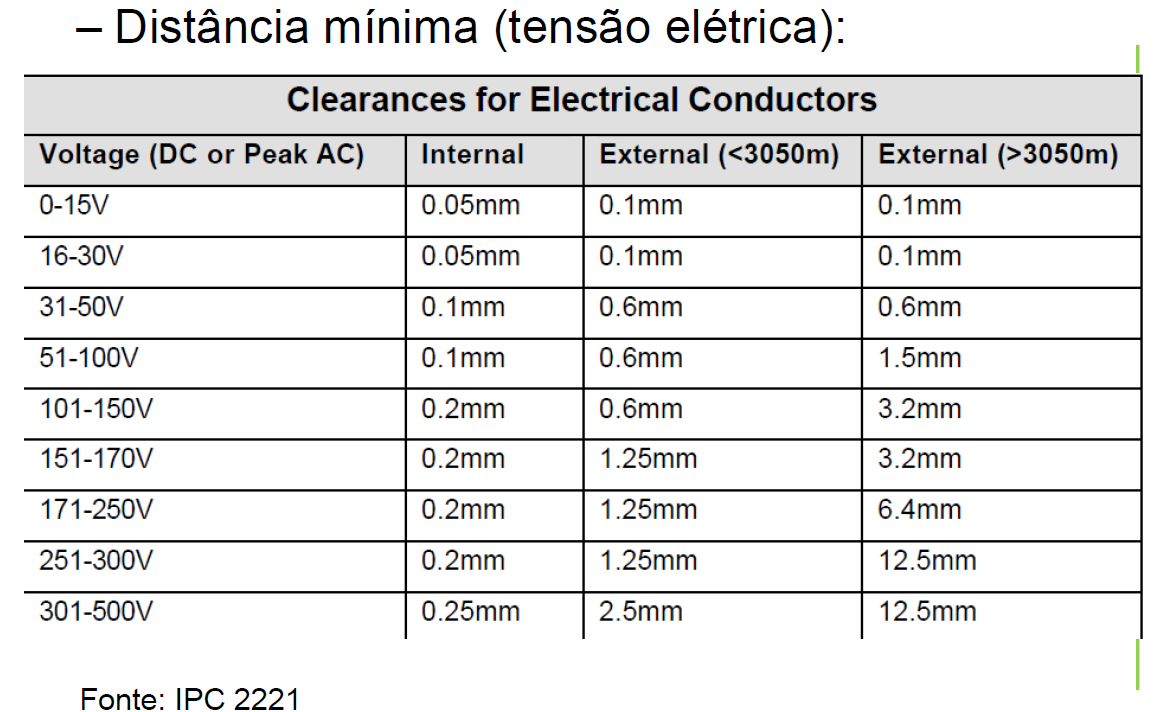 – Distância mínima (tensão elétrica):
Clearances for Electrical Conductors
Voltage (DC or Peak AC) Internal External (<3050m) External (>3050m)
0-15V 0.05mm 0.1mm 0.1mm
16-30V 0.05mm 0.1mm 0.1mm
31-50V 0.1mm 0.6mm 0.6mm
51-100V 0.1mm 0.6mm 1.5mm
101-150V 0.2mm 0.6mm 3.2mm
151-170V 0.2mm 1.25mm 3.2mm
171-250V 0.2mm 1.25mm 6.4mm
251-300V 0.2mm 1.25mm 12.5mm
301-500V 0.25mm 2.5mm 12.5mm
Fonte: IPC 2221